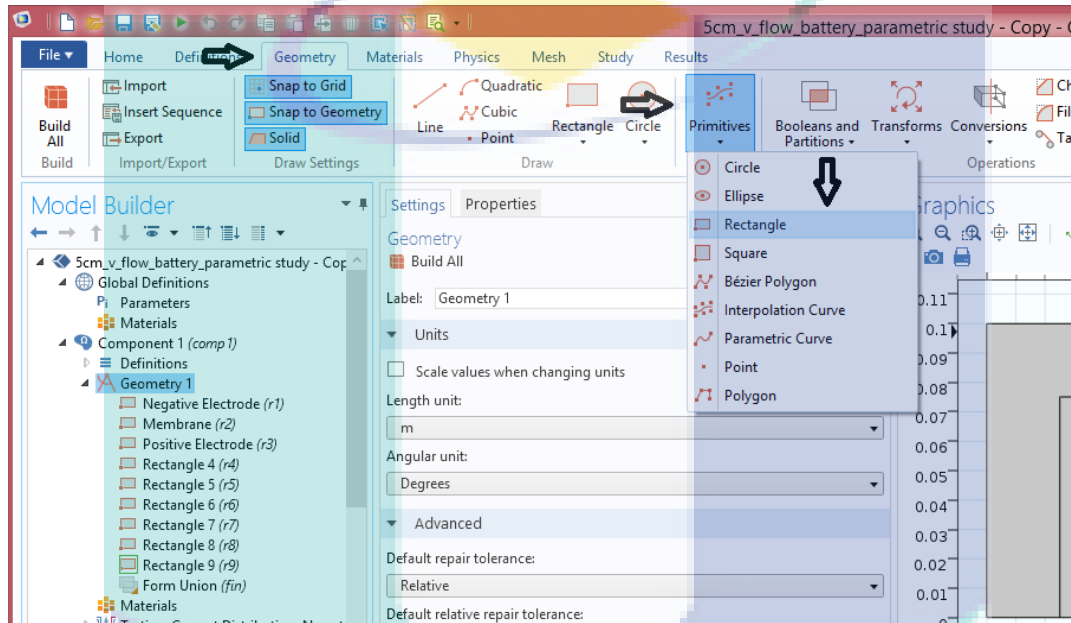 5cm_v_flow_battery_parametric study - Copy -
File Home Definitions Geometry Materials Physics Mesh Study Results
Build All
Build
Import
Insert Sequence
Export
Import/Export
Snap to Grid
Snap to Geometry
Solid
Draw Settings
Line
Quadratic
Cubic
Point
Rectangle
Circle
Draw
Primitives
Booleans and
Partitions
Transforms
Conversions
Operations
Circle
Ellipse
Rectangle
Square
Bézier Polygon
Interpolation Curve
Parametric Curve
Point
Polygon
Model Builder
5cm_v_flow_battery_parametric study - Cop
Global Definitions
Pi Parameters
Materials
Component 1 (comp1)
Definitions
Geometry 1
Negative Electrode (r1)
Membrane (r2)
Positive Electrode (r3)
Rectangle 4 (r4)
Rectangle 5 (r5)
Rectangle 6 (r6)
Rectangle 7 (r7)
Rectangle 8 (r8)
Rectangle 9 (r9)
Form Union (fin)
Materials
Settings Properties
Geometry
Build All
Label: Geometry 1
Units
Scale values when changing units
Length unit:
m
Angular unit:
Degrees
Advanced
Default repair tolerance:
Relative
Default relative repair tolerance:
Graphics
0.11
0.1
0.09
0.08
0.07
0.06
0.05
0.04
0.03
0.02
0.01